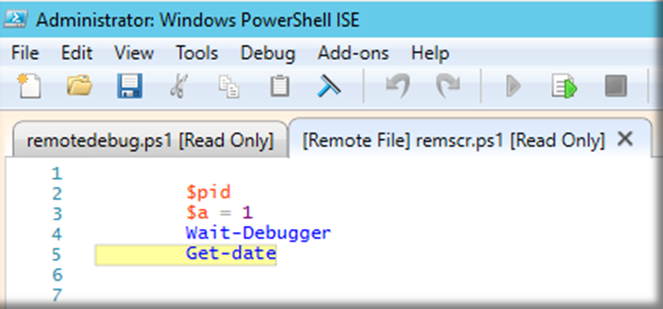 Administrator: Windows PowerShell ISE
File Edit View Tools Debug Add-ons Help
remotedebug.ps1 [Read Only] [Remote File] remscr.ps1 [Read Only] X
1
2 $pid
3 $a = 1
4 Wait-Debugger
5 Get-date
6
7